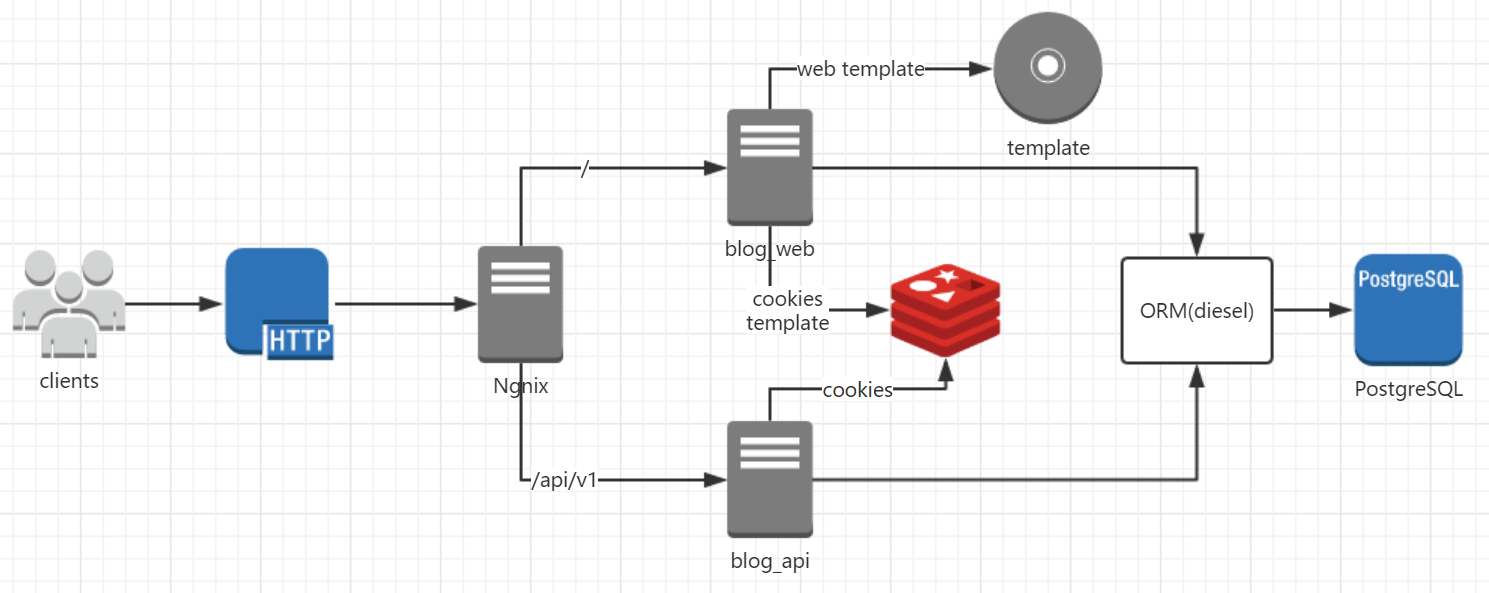 web template
template
/
blog_web
PostgreSQL
HTTP
cookies
template
ORM(diesel)
clients
Ngnix
cookies
PostgreSQL
/api/v1
blog_api